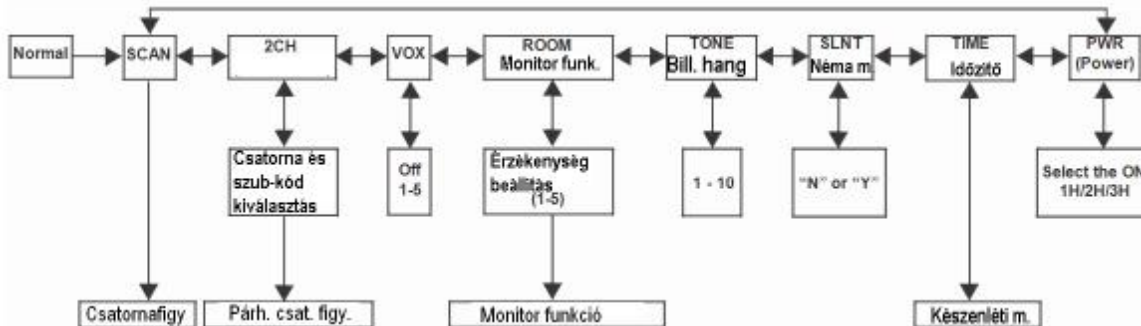 Normal
SCAN
2CH
VOX
ROOM
Monitor funk.
TONE
Bill. hang
SLNT
Néma m.
TIME
Időzítő
PWR
(Power)
Csatorna és
szub-kód
kiválasztás
Off
1-5
Érzèkenység
beállitás
(1-5)
1 - 10
“N” or “Y”
Select the ON
1H/2H/3H
Csatornafigy
Párh. csat. figy.
Monitor funkció
Készenléti m.